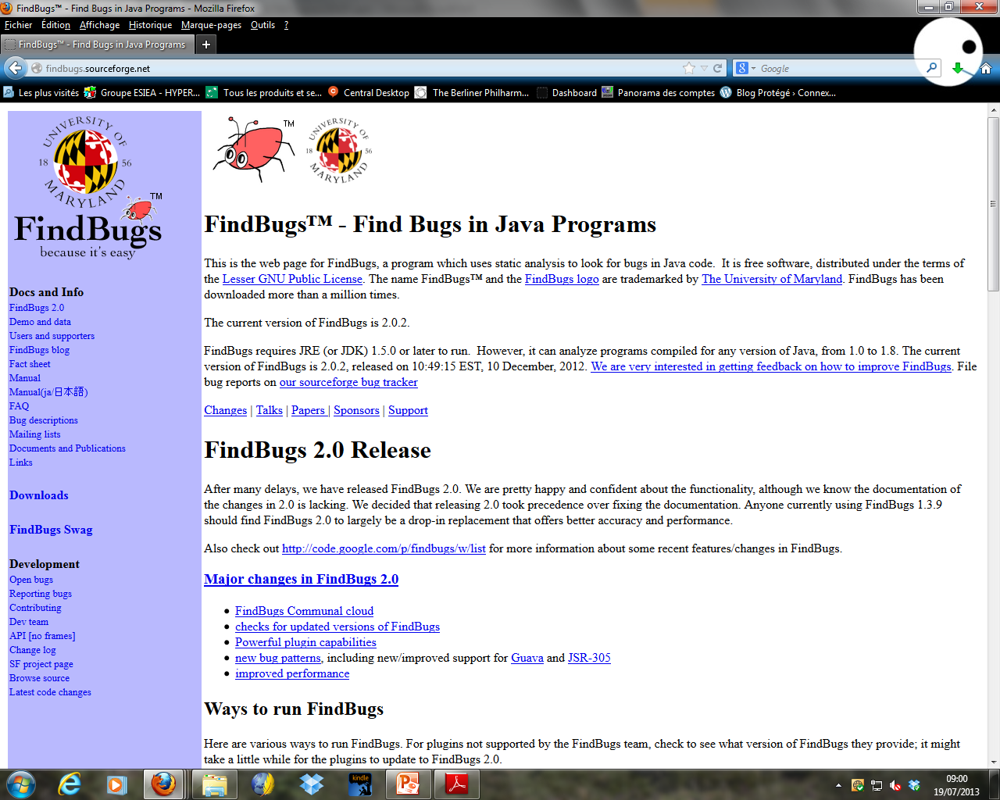 FindBugs™ - Find Bugs in Java Programs - Mozilla Firefox
Fichier Édition Affichage Historique Marque-pages Outils ?
FindBugs™ - Find Bugs in Java Programs
findbugs.sourceforge.net
Google
Les plus visités
Groupe ESIEA - HYPER...
Tous les produits et se...
Central Desktop
The Berliner Philharm...
Dashboard
Panorama des comptes
Blog Protégé › Connex...
UNIVERSITY OF
18 56
MARYLAND
TM
FindBugs
because it's easy
Docs and Info
FindBugs 2.0
Demo and data
Users and supporters
FindBugs blog
Fact sheet
Manual
Manual(ja/日本語)
FAQ
Bug descriptions
Mailing lists
Documents and Publications
Links
Downloads
FindBugs Swag
Development
Open bugs
Reporting bugs
Contributing
Dev team
API [no frames]
Change log
SF project page
Browse source
Latest code changes
TM
UNIVERSITY OF
18 56
MARYLAND
FindBugs™ - Find Bugs in Java Programs
This is the web page for FindBugs, a program which uses static analysis to look for bugs in Java code. It is free software, distributed under the terms of
the Lesser GNU Public License. The name FindBugs™ and the FindBugs logo are trademarked by The University of Maryland. FindBugs has been
downloaded more than a million times.
The current version of FindBugs is 2.0.2.
FindBugs requires JRE (or JDK) 1.5.0 or later to run. However, it can analyze programs compiled for any version of Java, from 1.0 to 1.8. The current
version of FindBugs is 2.0.2, released on 10:49:15 EST, 10 December, 2012. We are very interested in getting feedback on how to improve FindBugs. File
bug reports on our sourceforge bug tracker
Changes | Talks | Papers | Sponsors | Support
FindBugs 2.0 Release
After many delays, we have released FindBugs 2.0. We are pretty happy and confident about the functionality, although we know the documentation of
the changes in 2.0 is lacking. We decided that releasing 2.0 took precedence over fixing the documentation. Anyone currently using FindBugs 1.3.9
should find FindBugs 2.0 to largely be a drop-in replacement that offers better accuracy and performance.
Also check out http://code.google.com/p/findbugs/w/list for more information about some recent features/changes in FindBugs.
Major changes in FindBugs 2.0
• FindBugs Communal cloud
• checks for updated versions of FindBugs
• Powerful plugin capabilities
• new bug patterns, including new/improved support for Guava and JSR-305
• improved performance
Ways to run FindBugs
Here are various ways to run FindBugs. For plugins not supported by the FindBugs team, check to see what version of FindBugs they provide; it might
take a little while for the plugins to update to FindBugs 2.0.
kindle
09:00
19/07/2013